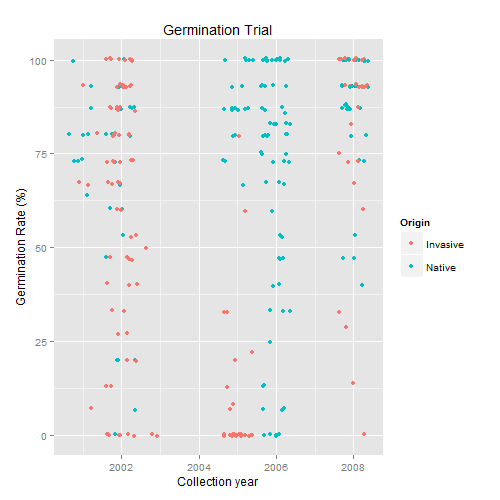 Germination Trial
100
75
50
25
0
Germination Rate (%)
2002
2004
2006
2008
Collection year
Origin
Invasive
Native